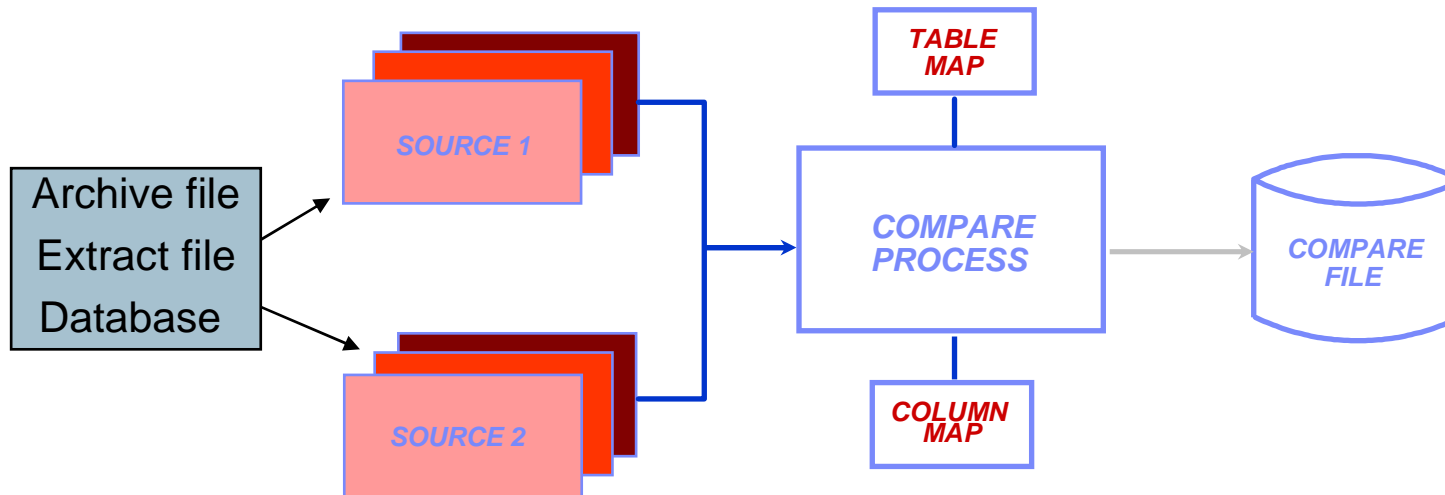 Archive file
Extract file
Database
SOURCE 1
SOURCE 2
TABLE
MAP
COMPARE
PROCESS
COLUMN
MAP
COMPARE
FILE